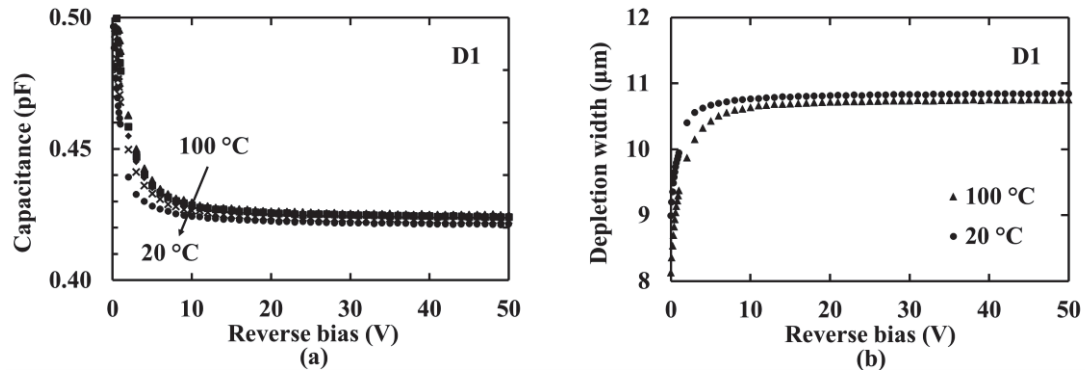 0.50
D1
Capacitance (pF)
0.45
100 °C
20 °C
0.40
0 10 20 30 40 50
Reverse bias (V)
(a)
12
D1
11
Depletion width (μm)
10
9
100 °C
20 °C
8
0 10 20 30 40 50
Reverse bias (V)
(b)